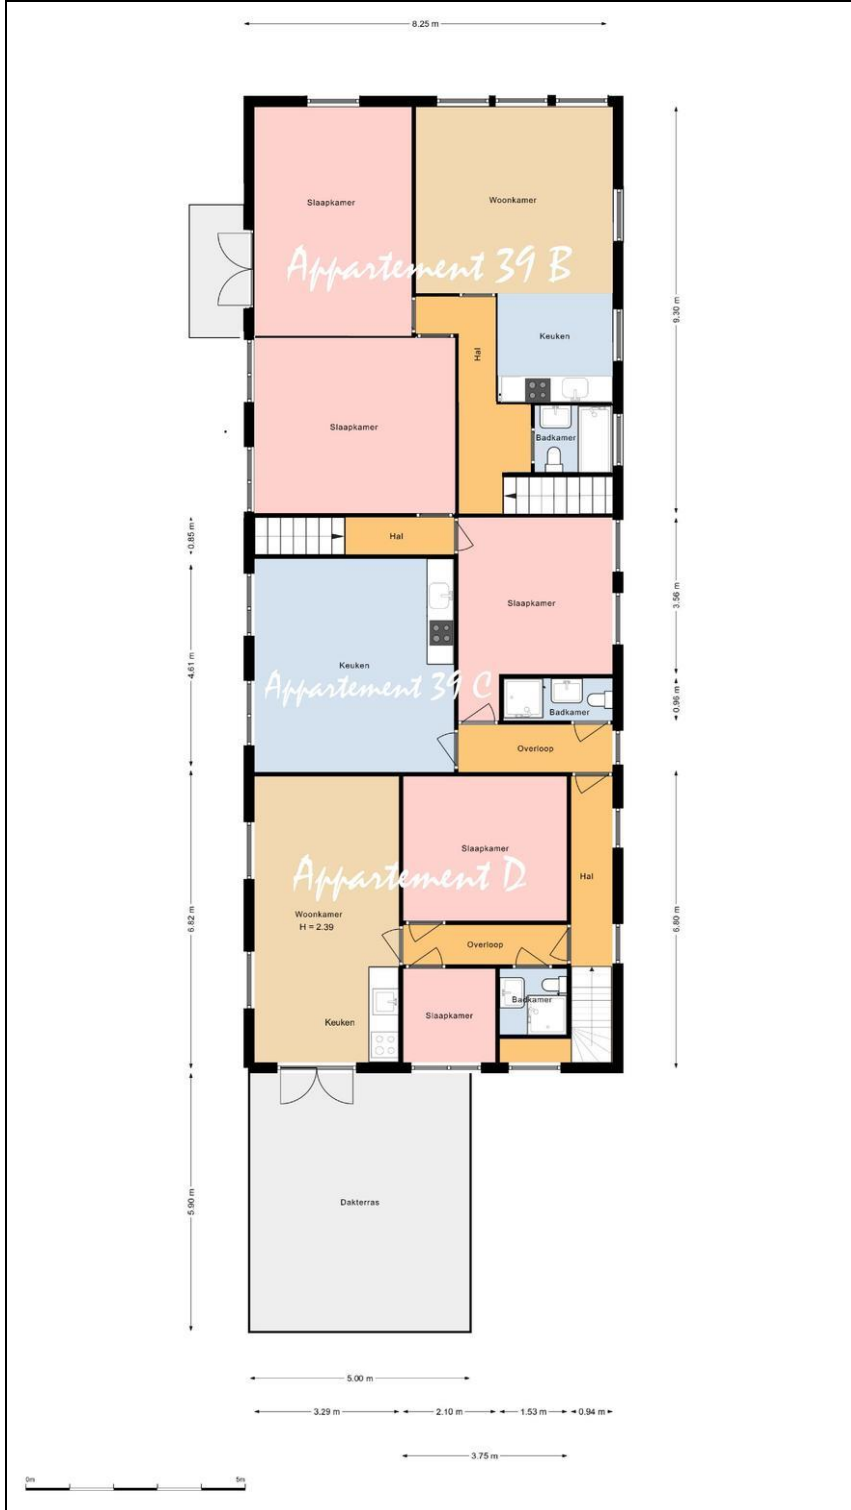 8.25 m
Slaapkamer
Woonkamer
Appartement 39 B
9.30 m
Keuken
Hal
Slaapkamer
Badkamer
0.85 m
Hal
Slaapkamer
3.56 m
4.61 m
Keuken
Appartement 39 C
0.96 m
Badkamer
Overloop
Slaapkamer
Appartement D
Hal
Woonkamer
H = 2.39
6.82 m
6.80 m
Overloop
Badkamer
Slaapkamer
Keuken
5.90 m
Dakterras
5.00 m
3.29 m
2.10 m
1.53 m
0.94 m
3.75 m
0m
5m